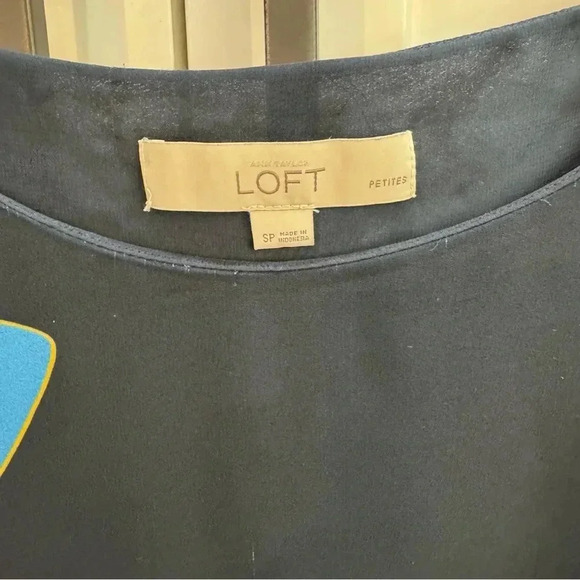 ANN TAYLOR
LOFT
PETITES
SP
MADE IN
INDONESIA